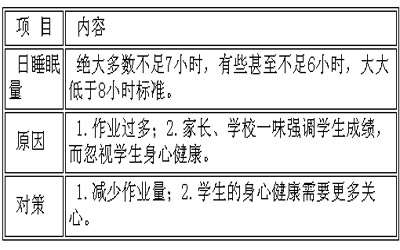 项 目 内容
日睡眠量 绝大多数不足7小时，有些甚至不足6小时，大大低于8小时标准。
原因 1.作业过多；2.家长、学校一味强调学生成绩，而忽视学生身心健康。
对策 1.减少作业量；2.学生的身心健康需要更多关心。